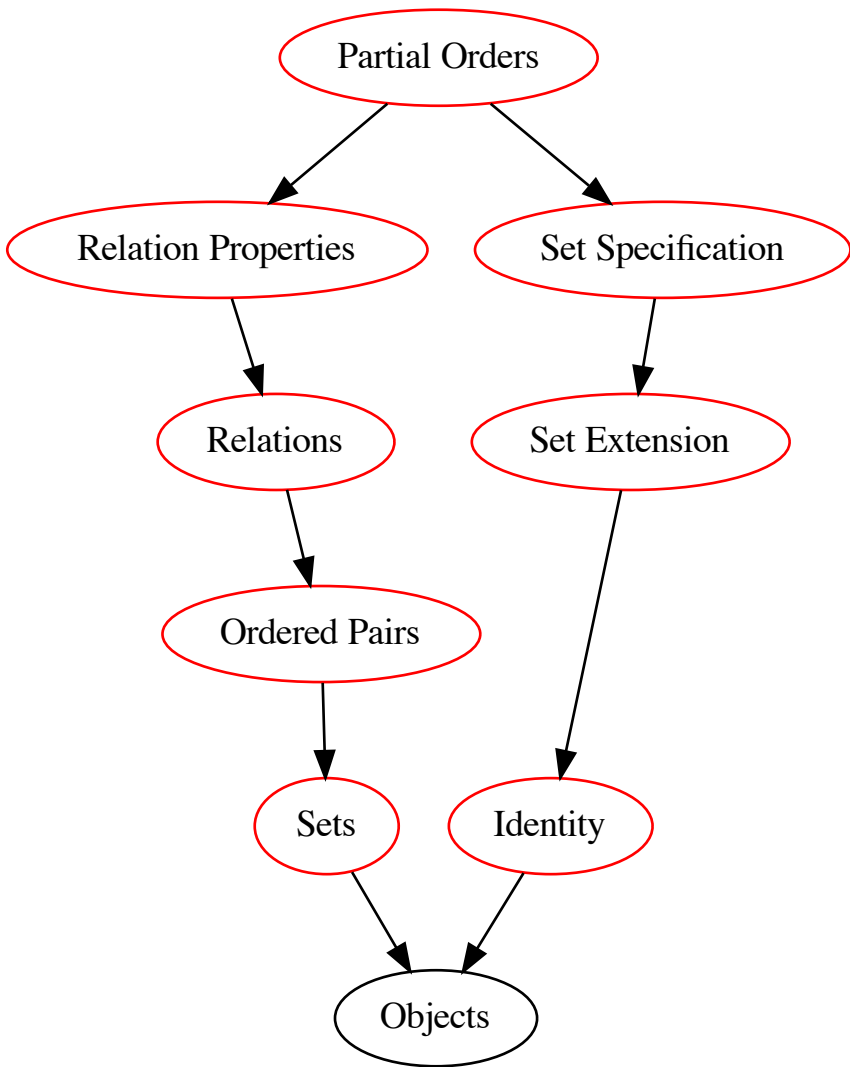 Partial Orders
Relation Properties
Set Specification
Relations
Set Extension
Ordered Pairs
Sets
Identity
Objects